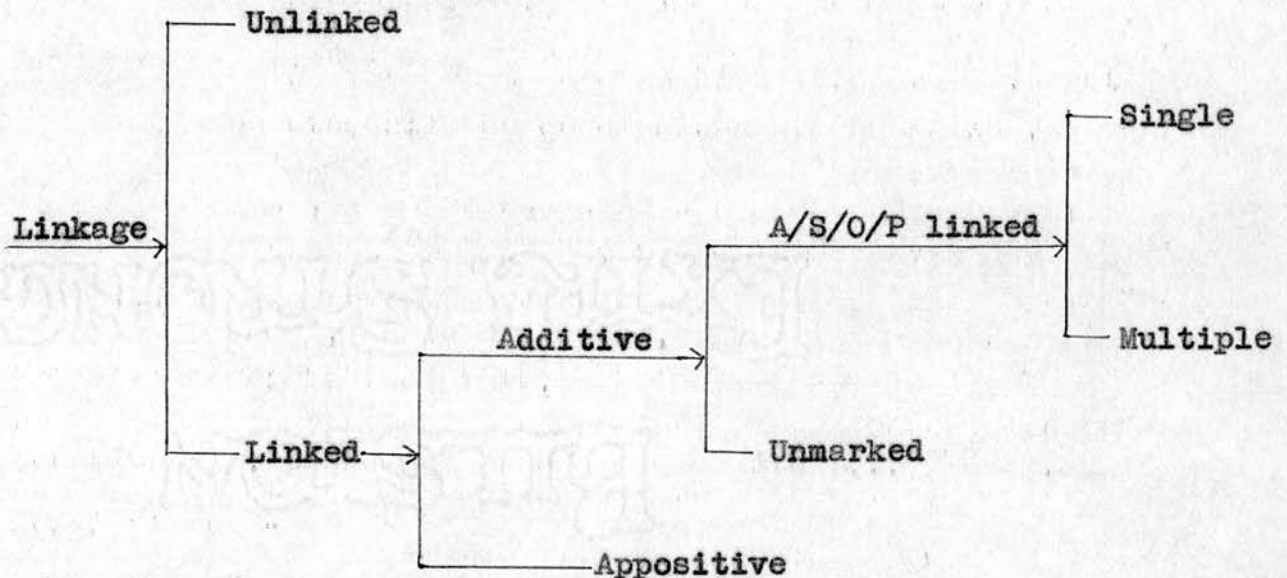 Unlinked
Single
Linkage
A/S/O/P linked
Additive
Multiple
Linked
Unmarked
Appositive